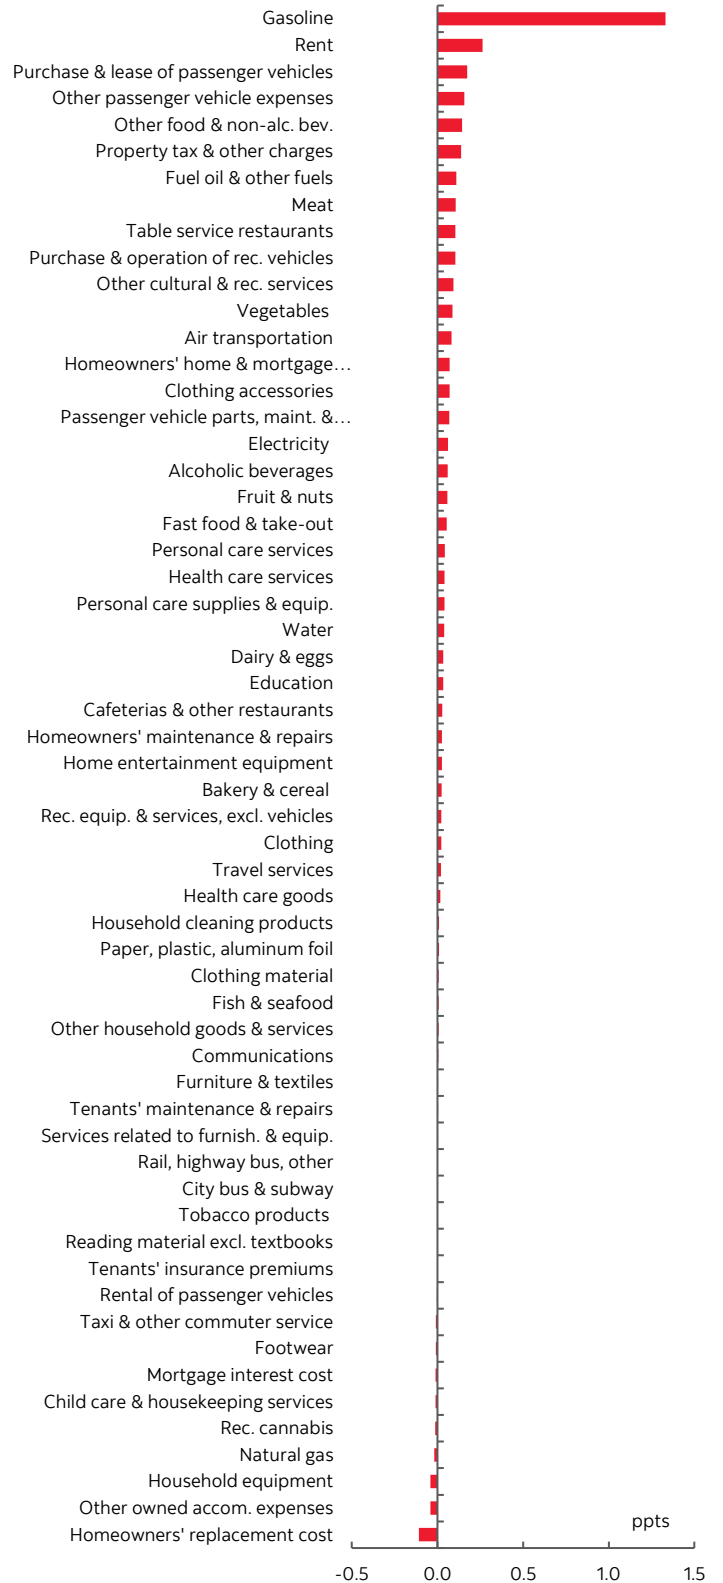 Gasoline
Rent
Purchase & lease of passenger vehicles
Other passenger vehicle expenses
Other food & non-alc. bev.
Property tax & other charges
Fuel oil & other fuels
Meat
Table service restaurants
Purchase & operation of rec. vehicles
Other cultural & rec. services
Vegetables
Air transportation
Homeowners' home & mortgage…
Clothing accessories
Passenger vehicle parts, maint. &…
Electricity
Alcoholic beverages
Fruit & nuts
Fast food & take-out
Personal care services
Health care services
Personal care supplies & equip.
Water
Dairy & eggs
Education
Cafeterias & other restaurants
Homeowners' maintenance & repairs
Home entertainment equipment
Bakery & cereal
Rec. equip. & services, excl. vehicles
Clothing
Travel services
Health care goods
Household cleaning products
Paper, plastic, aluminum foil
Clothing material
Fish & seafood
Other household goods & services
Communications
Furniture & textiles
Tenants' maintenance & repairs
Services related to furnish. & equip.
Rail, highway bus, other
City bus & subway
Tobacco products
Reading material excl. textbooks
Tenants' insurance premiums
Rental of passenger vehicles
Taxi & other commuter service
Footwear
Mortgage interest cost
Child care & housekeeping services
Rec. cannabis
Natural gas
Household equipment
Other owned accom. expenses
Homeowners' replacement cost
ppts
-0.5 0.0 0.5 1.0 1.5